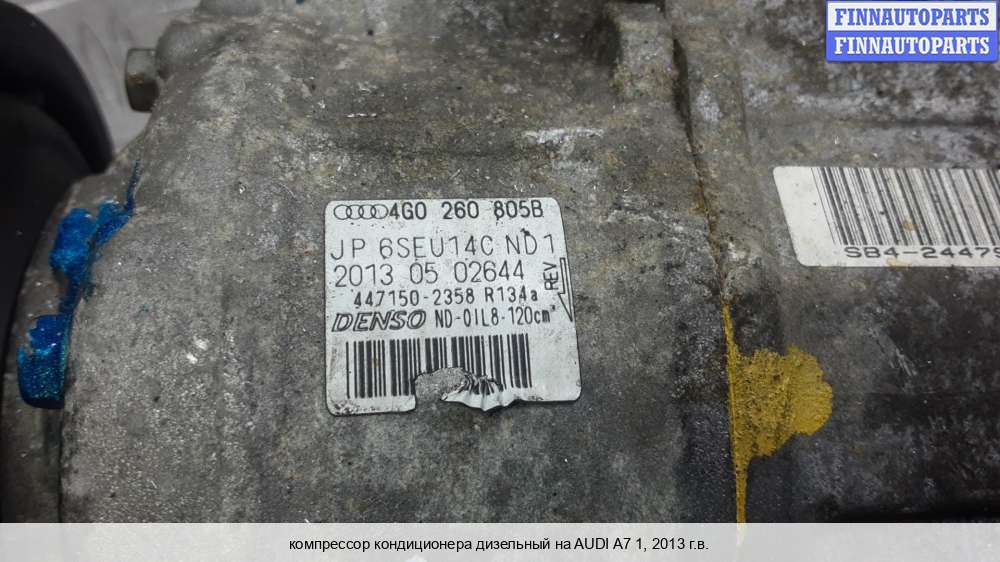 FINNAUTOPARTS
FINNAUTOPARTS
4G0 260 805B
JP 6SEU14C ND1
2013 05 02644
REV
447150-2358 R134a
DENSO ND-OIL8-120cm³
SB4-24479
компрессор кондиционера дизельный на AUDI A7 1, 2013 г.в.